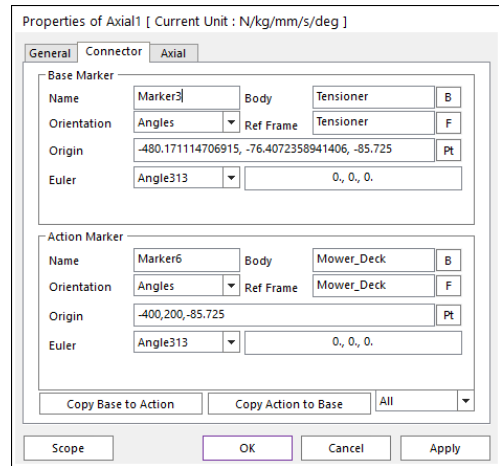 Properties of Axial1 [ Current Unit : N/kg/mm/s/deg ]
General Connector Axial
Base Marker
Name Marker3 Body Tensioner B
Orientation Angles Ref Frame Tensioner F
Origin -480.171114706915, -76.4072358941406, -85.725 Pt
Euler Angle313 0., 0., 0.
Action Marker
Name Marker6 Body Mower_Deck B
Orientation Angles Ref Frame Mower_Deck F
Origin -400,200,-85.725 Pt
Euler Angle313 0., 0., 0.
Copy Base to Action Copy Action to Base All
Scope OK Cancel Apply